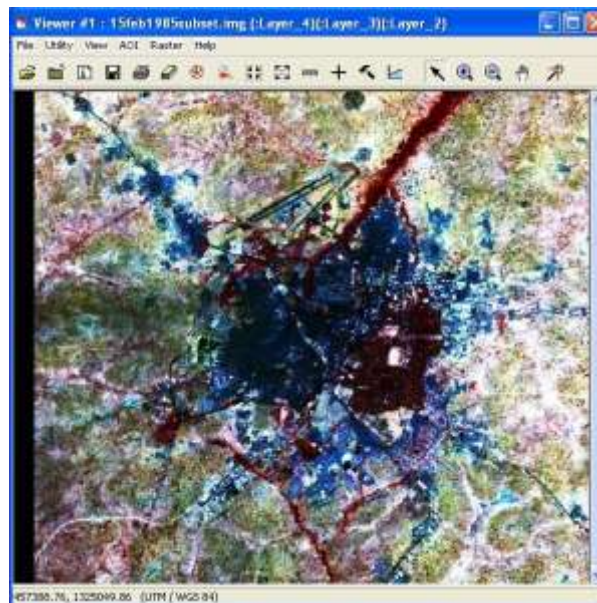 Viewer #1 : 15feb1985subset.img (:Layer_4)(:Layer_3)(:Layer_2)
File Utility View AOI Raster Help
457388.76, 1325049.86 (UTM / WGS 84)